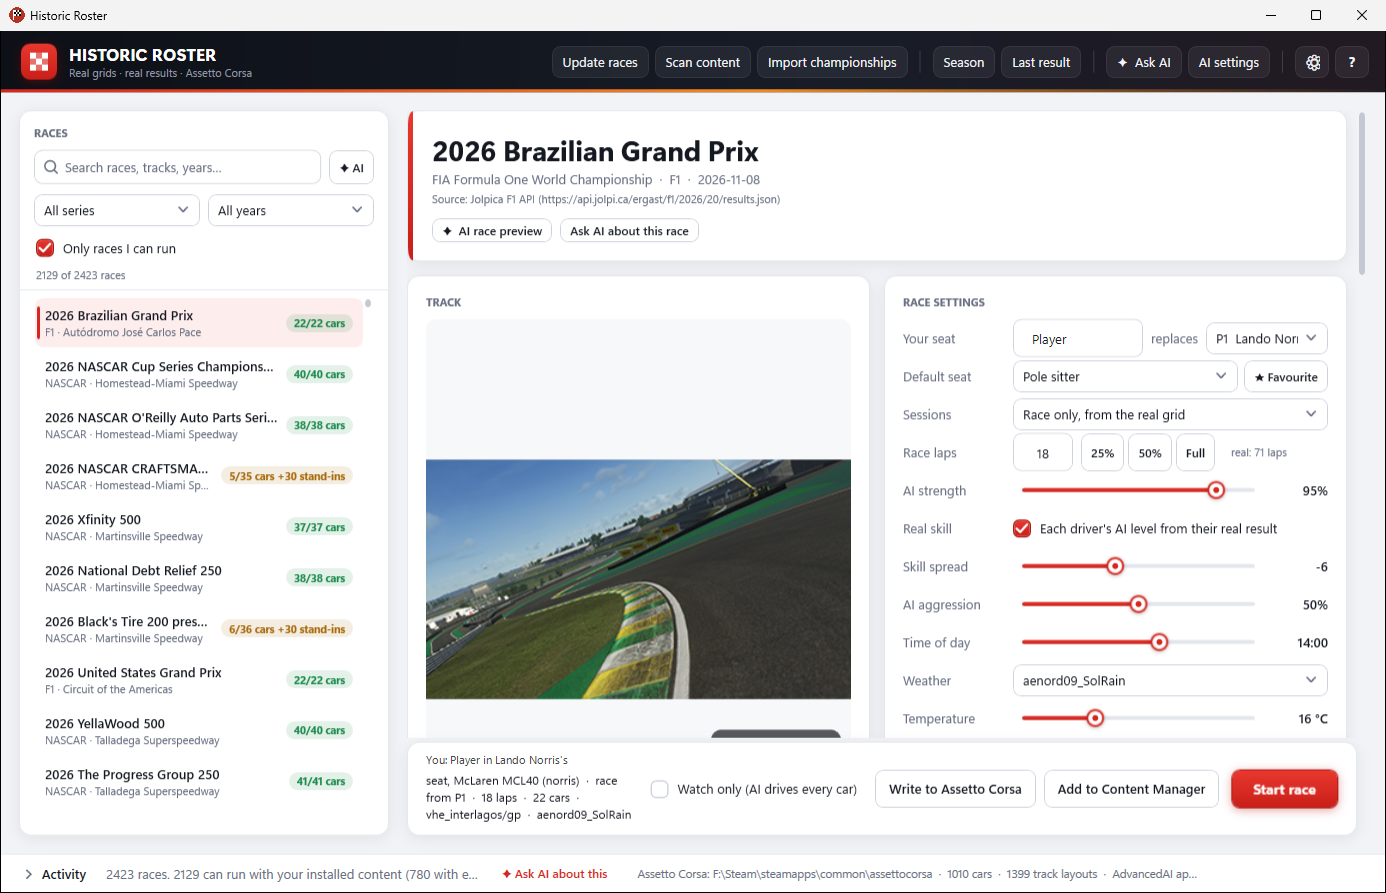 Historic Roster
HISTORIC ROSTER
Real grids · real results · Assetto Corsa
Update races
Scan content
Import championships
Season
Last result
✦ Ask AI
AI settings
?
RACES
Search races, tracks, years...
✦ AI
All series
All years
Only races I can run
2129 of 2423 races
2026 Brazilian Grand Prix
F1 · Autódromo José Carlos Pace
22/22 cars
2026 NASCAR Cup Series Champions...
NASCAR · Homestead-Miami Speedway
40/40 cars
2026 NASCAR O'Reilly Auto Parts Seri...
NASCAR · Homestead-Miami Speedway
38/38 cars
2026 NASCAR CRAFTSMA...
NASCAR · Homestead-Miami Sp...
5/35 cars +30 stand-ins
2026 Xfinity 500
NASCAR · Martinsville Speedway
37/37 cars
2026 National Debt Relief 250
NASCAR · Martinsville Speedway
38/38 cars
2026 Black's Tire 200 pres...
NASCAR · Martinsville Speedway
6/36 cars +30 stand-ins
2026 United States Grand Prix
F1 · Circuit of the Americas
22/22 cars
2026 YellaWood 500
NASCAR · Talladega Superspeedway
40/40 cars
2026 The Progress Group 250
NASCAR · Talladega Superspeedway
41/41 cars
2026 Brazilian Grand Prix
FIA Formula One World Championship · F1 · 2026-11-08
Source: Jolpica F1 API (https://api.jolpi.ca/ergast/f1/2026/20/results.json)
✦ AI race preview
Ask AI about this race
TRACK
RACE SETTINGS
Your seat
Player
replaces
P1 Lando Norr
Default seat
Pole sitter
★ Favourite
Sessions
Race only, from the real grid
Race laps
18
25%
50%
Full
real: 71 laps
AI strength
95%
Real skill
Each driver's AI level from their real result
Skill spread
-6
AI aggression
50%
Time of day
14:00
Weather
aenord09_SolRain
Temperature
16 °C
You: Player in Lando Norris's
seat, McLaren MCL40 (norris) · race
from P1 · 18 laps · 22 cars ·
vhe_interlagos/gp · aenord09_SolRain
Watch only (AI drives every car)
Write to Assetto Corsa
Add to Content Manager
Start race
Activity
2423 races. 2129 can run with your installed content (780 with e...
✦ Ask AI about this
Assetto Corsa: F:\Steam\steamapps\common\assettocorsa · 1010 cars · 1399 track layouts · AdvancedAI ap...